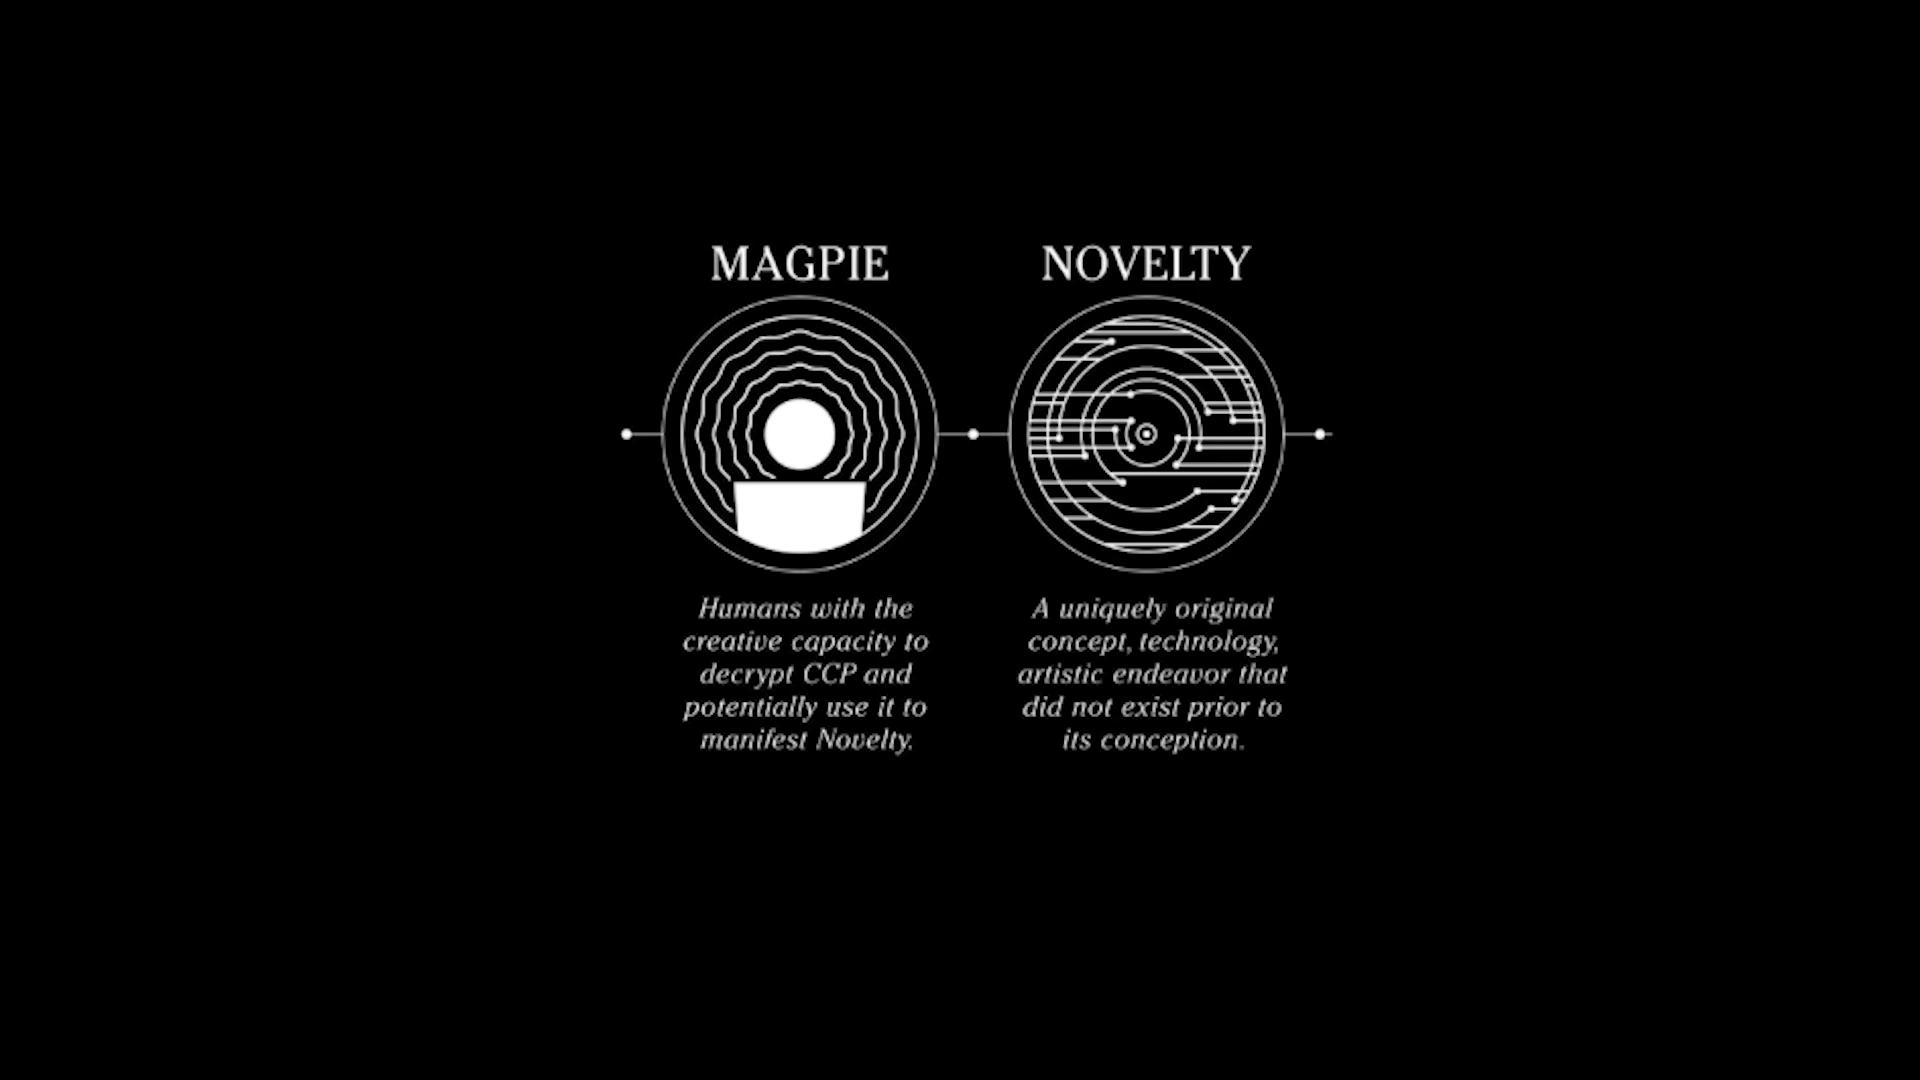 MAGPIE
Humans with the
creative capacity to
decrypt CCP and
potentially use it to
manifest Novelty.
NOVELTY
A uniquely original
concept, technology,
artistic endeavor that
did not exist prior to
its conception.